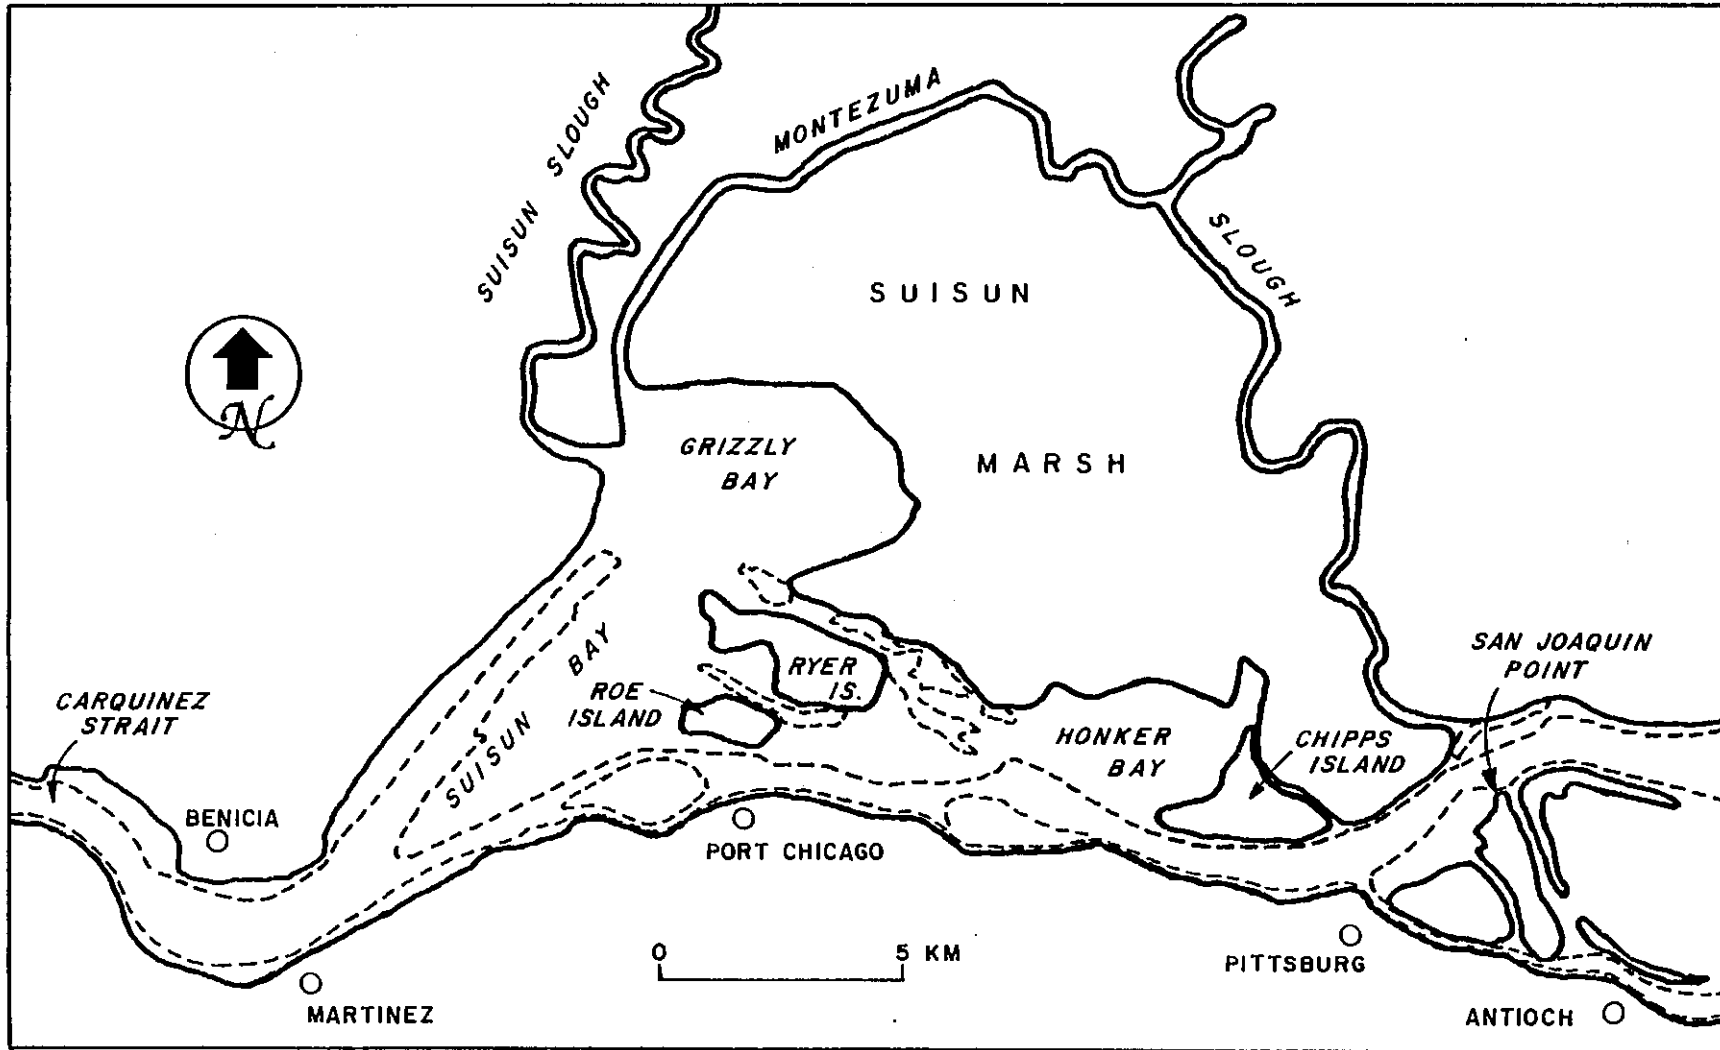 SUISUN SLOUGH
MONTEZUMA
SLOUGH
SUISUN
MARSH
N
GRIZZLY
BAY
SAN JOAQUIN
POINT
RYER
IS.
ROE
ISLAND
SUISUN BAY
CARQUINEZ
STRAIT
HONKER
BAY
CHIPPS
ISLAND
BENICIA
PORT CHICAGO
0 5 KM
PITTSBURG
MARTINEZ
ANTIOCH